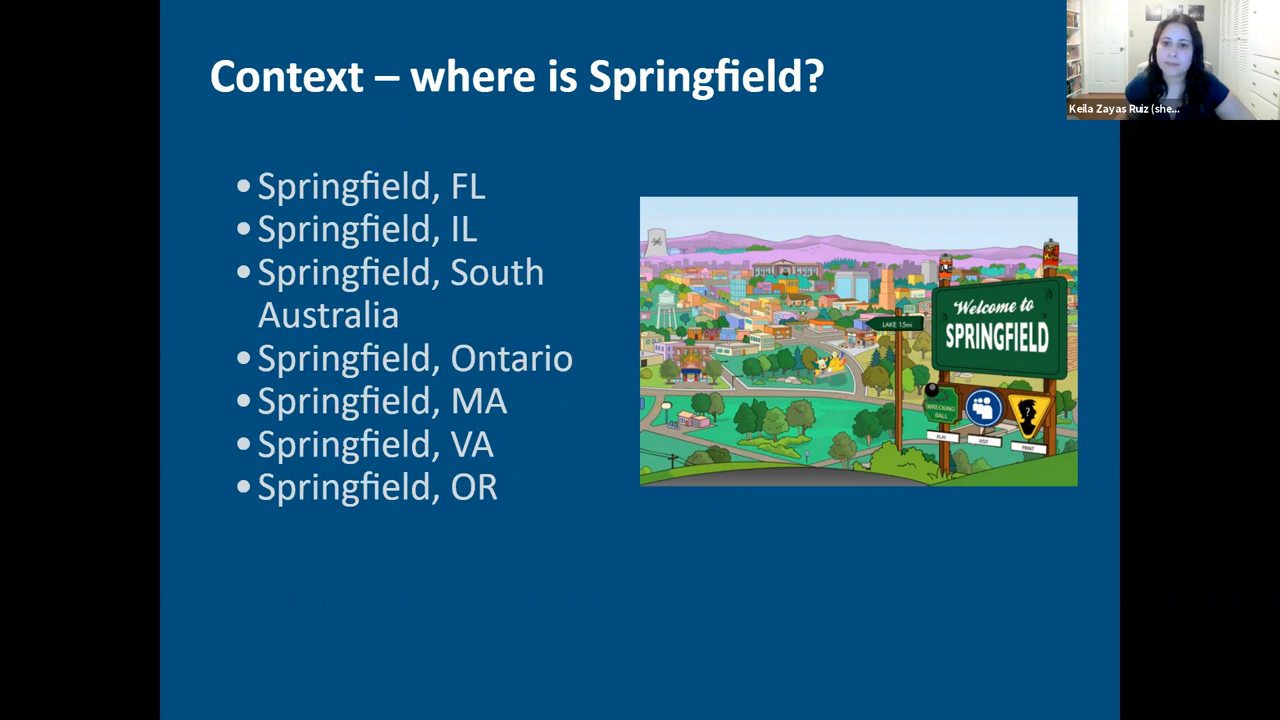 Context – where is Springfield?
Keila Zayas Ruiz (she...
•Springfield, FL
•Springfield, IL
•Springfield, South
Australia
•Springfield, Ontario
•Springfield, MA
•Springfield, VA
•Springfield, OR
Welcome to
SPRINGFIELD
LAKE 15mi
WRECKING
BALL
?
PLAY
VISIT
PRINT